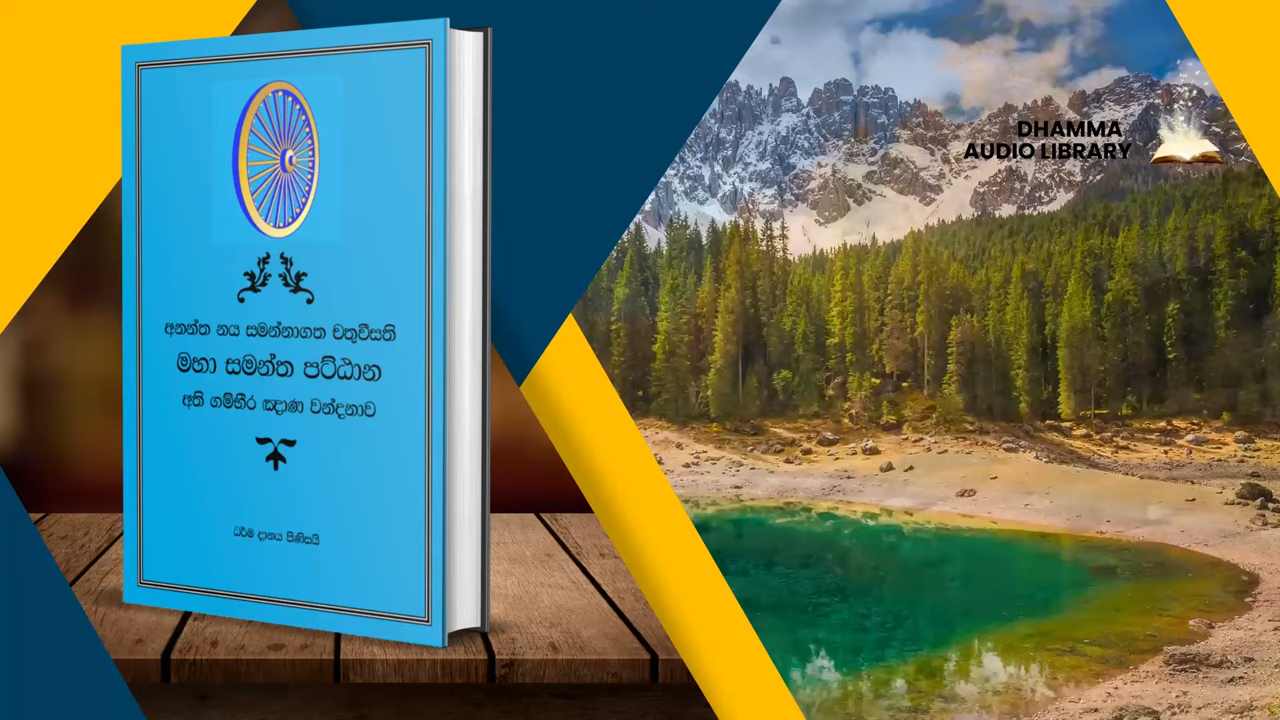 අනන්ත නය සමන්නාගත චතුවීසති
මහා සමන්ත පට්ඨාන
අති ගම්භීර ඤාණ වන්දනාව
ධර්ම දානය පිණිසයි
DHAMMA
AUDIO LIBRARY